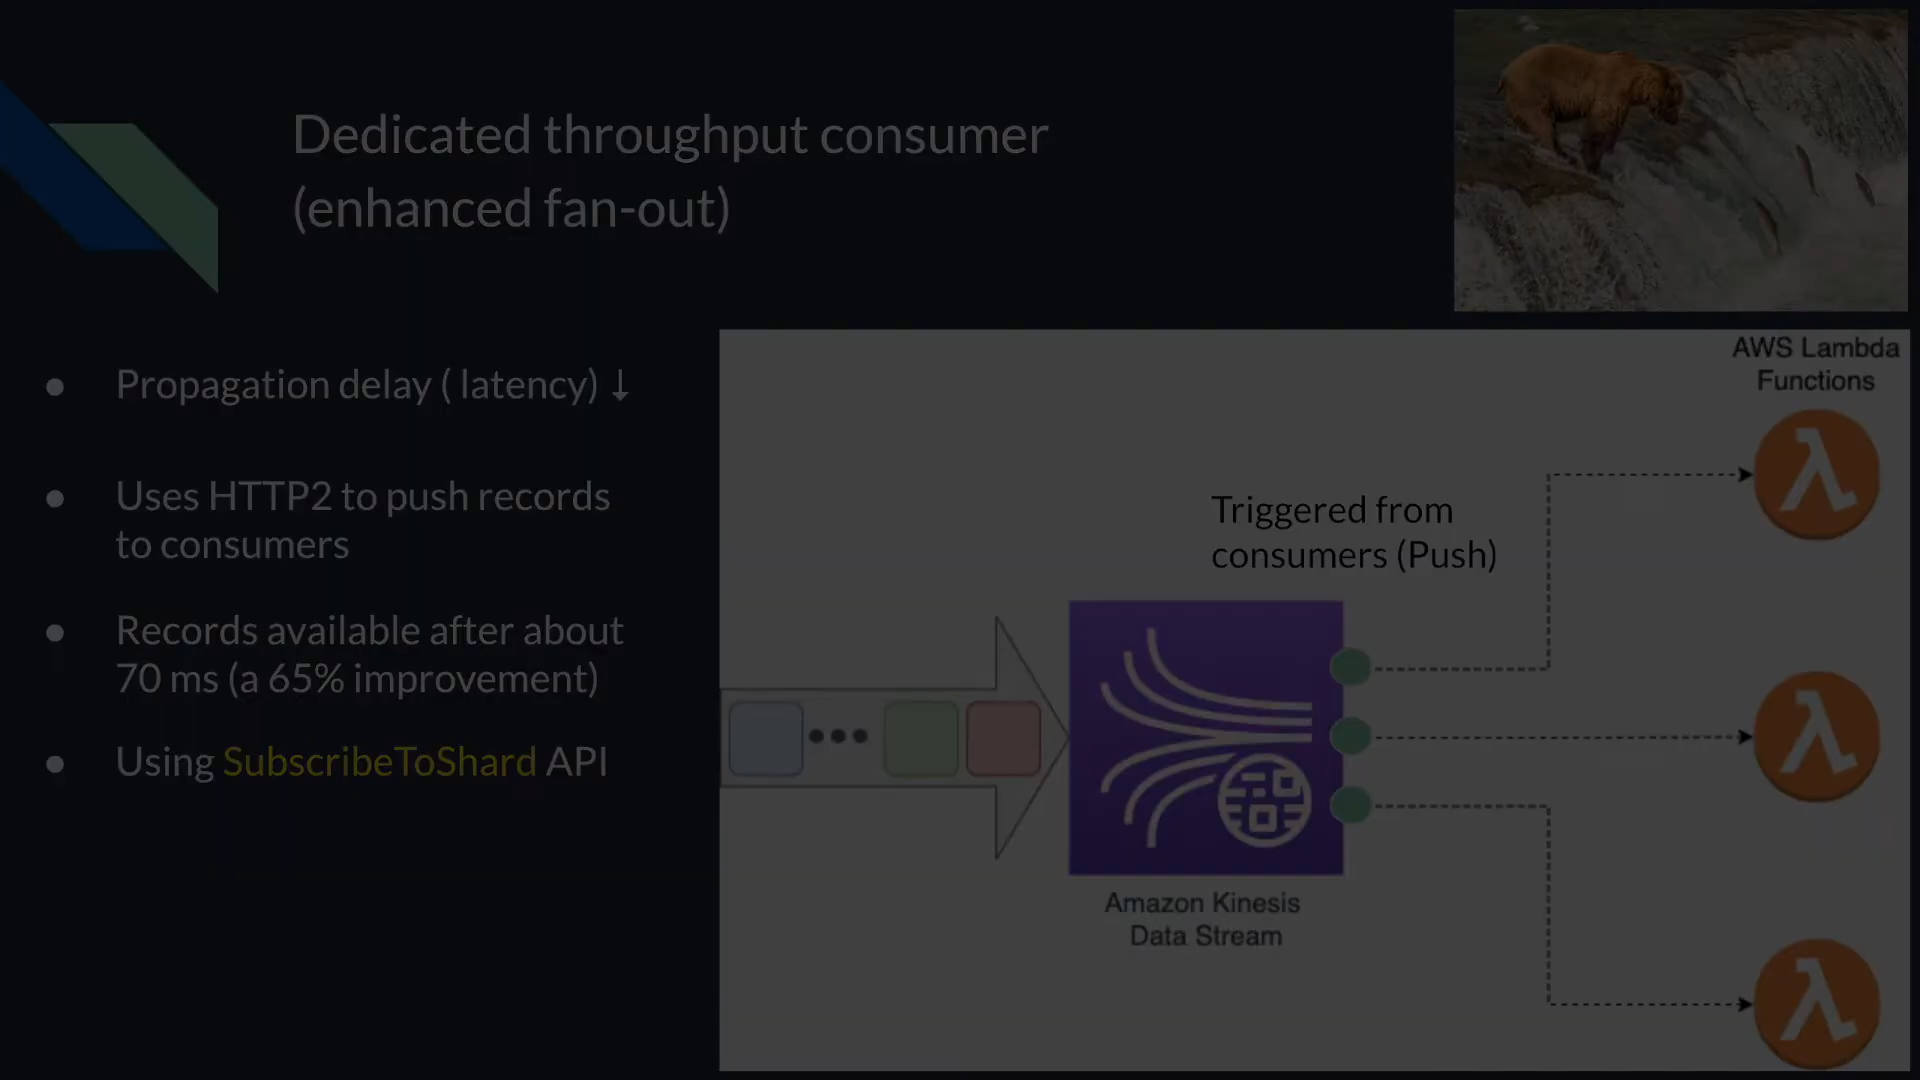 Dedicated throughput consumer
(enhanced fan-out)
● Propagation delay ( latency) ↓
● Uses HTTP2 to push records
to consumers
● Records available after about
70 ms (a 65% improvement)
● Using SubscribeToShard API
AWS Lambda
Functions
Triggered from
consumers (Push)
Amazon Kinesis
Data Stream